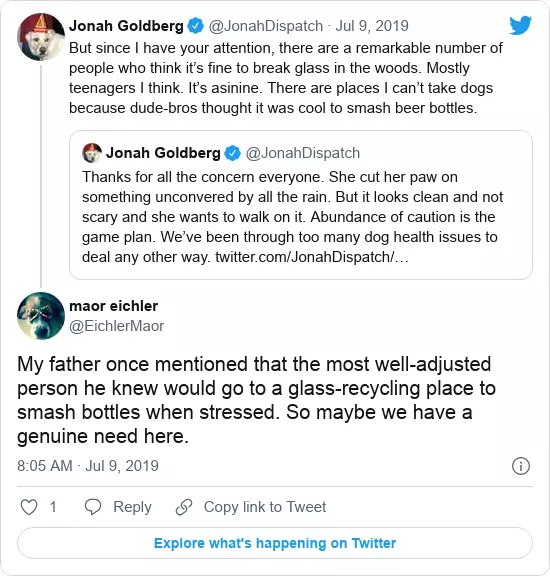 Jonah Goldberg @JonahDispatch · Jul 9, 2019
But since I have your attention, there are a remarkable number of
people who think it’s fine to break glass in the woods. Mostly
teenagers I think. It’s asinine. There are places I can’t take dogs
because dude-bros thought it was cool to smash beer bottles.
Jonah Goldberg @JonahDispatch
Thanks for all the concern everyone. She cut her paw on
something unconvered by all the rain. But it looks clean and not
scary and she wants to walk on it. Abundance of caution is the
game plan. We’ve been through too many dog health issues to
deal any other way. twitter.com/JonahDispatch/…
maor eichler
@EichlerMaor
My father once mentioned that the most well-adjusted
person he knew would go to a glass-recycling place to
smash bottles when stressed. So maybe we have a
genuine need here.
8:05 AM · Jul 9, 2019
1 Reply Copy link to Tweet
Explore what's happening on Twitter